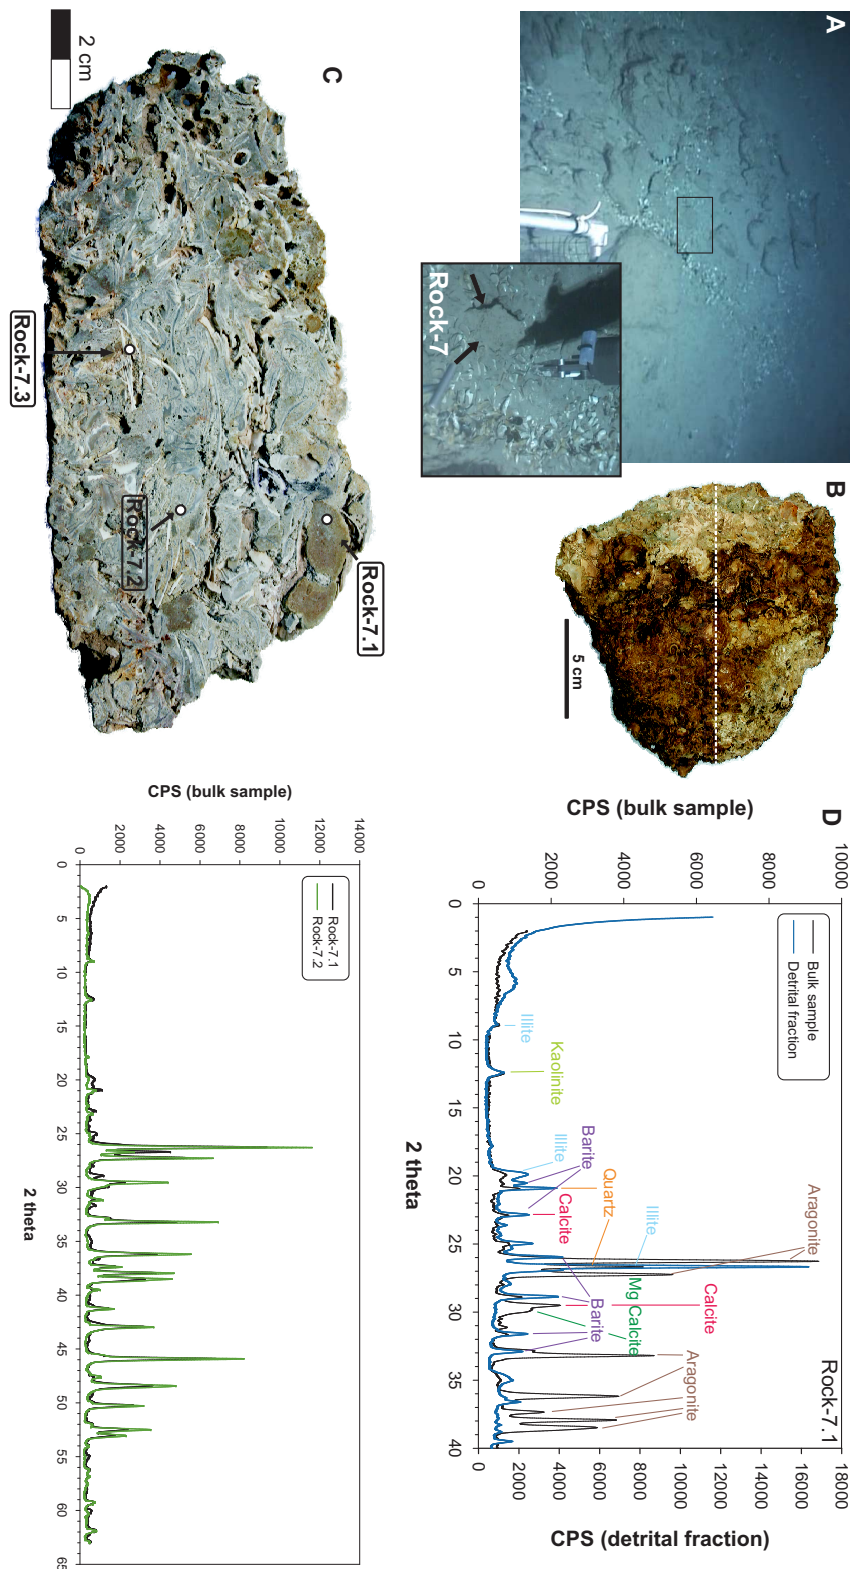 A
Rock-7
B
5 cm
C
2 cm
Rock-7.1
Rock-7.2
Rock-7.3
D
Rock-7.1
CPS (bulk sample)
10000
8000
6000
4000
2000
0
Bulk sample
Detrital fraction
Illite
Kaolinite
Illite
Barite
Quartz
Calcite
Aragonite
Illite
Barite
Mg Calcite
Calcite
Aragonite
18000
16000
14000
12000
10000
8000
6000
4000
2000
0
CPS (detrital fraction)
0 5 10 15 20 25 30 35 40
2 theta
CPS (bulk sample)
14000
12000
10000
8000
6000
4000
2000
0
Rock-7.1
Rock-7.2
0 5 10 15 20 25 30 35 40 45 50 55 60 65
2 theta